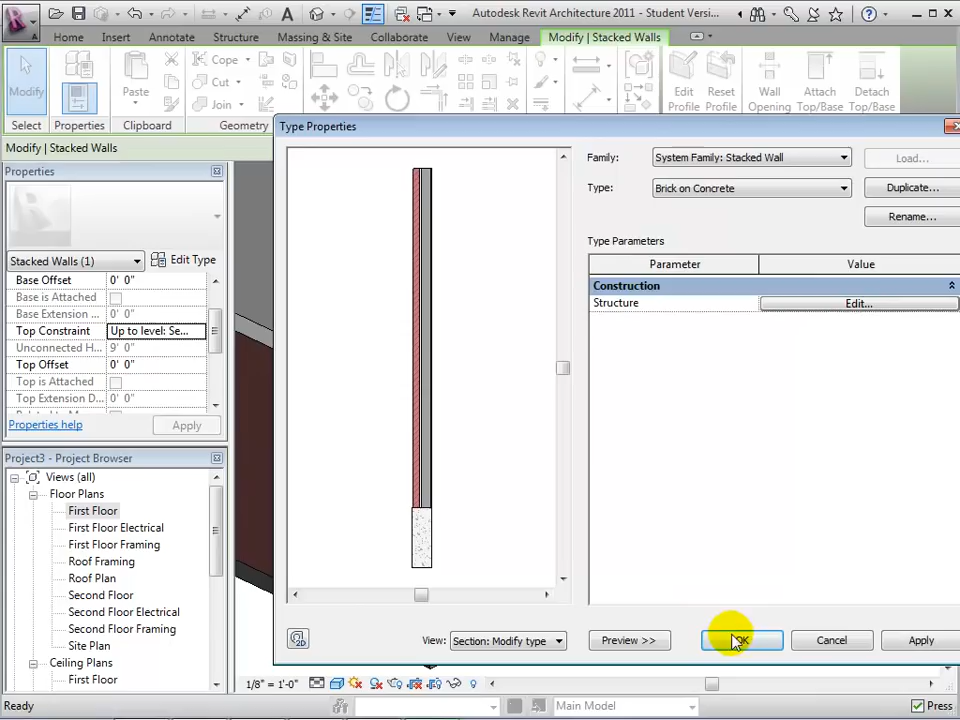 Autodesk Revit Architecture 2011 - Student Versi...
Home Insert Annotate Structure Massing & Site Collaborate View Manage Modify | Stacked Walls
Modify Paste Cope Cut Join Edit Profile Reset Profile Wall Opening Attach Top/Base Detach Top/Base
Select Properties Clipboard Geometry
Modify | Stacked Walls
Properties
Stacked Walls (1) Edit Type
Base Offset 0' 0"
Base is Attached
Base Extension ... 0' 0"
Top Constraint Up to level: Se...
Unconnected H... 9' 0"
Top Offset 0' 0"
Top is Attached
Top Extension D... 0' 0"
Properties help Apply
Project3 - Project Browser
Views (all)
Floor Plans
First Floor
First Floor Electrical
First Floor Framing
Roof Framing
Roof Plan
Second Floor
Second Floor Electrical
Second Floor Framing
Site Plan
Ceiling Plans
First Floor
Type Properties
Family: System Family: Stacked Wall Load...
Type: Brick on Concrete Duplicate...
Rename...
Type Parameters
Parameter Value
Construction
Structure Edit...
View: Section: Modify type Preview >> OK Cancel Apply
1/8" = 1'-0"
Ready Main Model Press